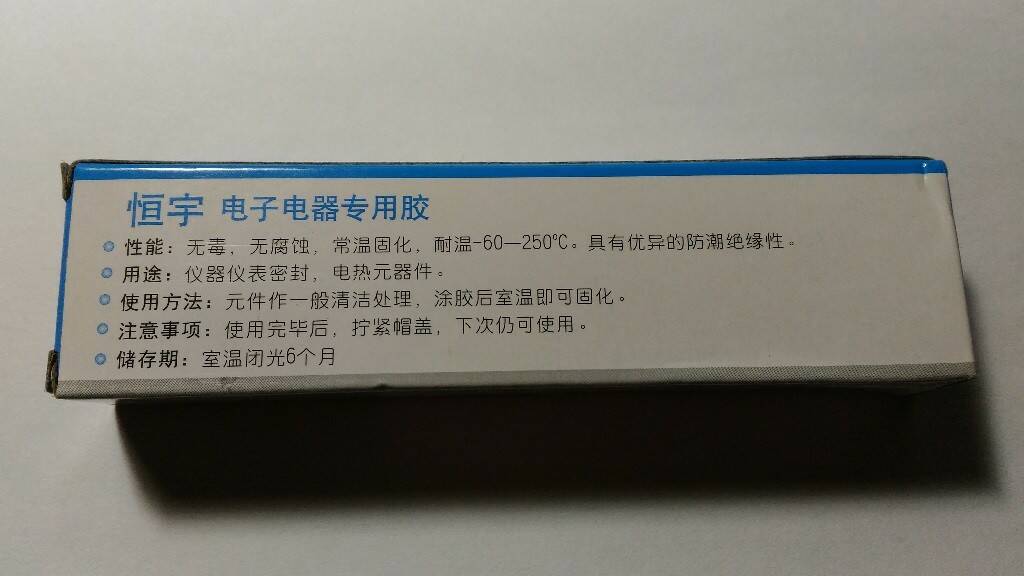 恒宇 电子电器专用胶
性能：无毒，无腐蚀，常温固化，耐温-60—250℃。具有优异的防潮绝缘性。
用途：仪器仪表密封，电热元器件。
使用方法：元件作一般清洁处理，涂胶后室温即可固化。
注意事项：使用完毕后，拧紧帽盖，下次仍可使用。
储存期：室温闭光6个月